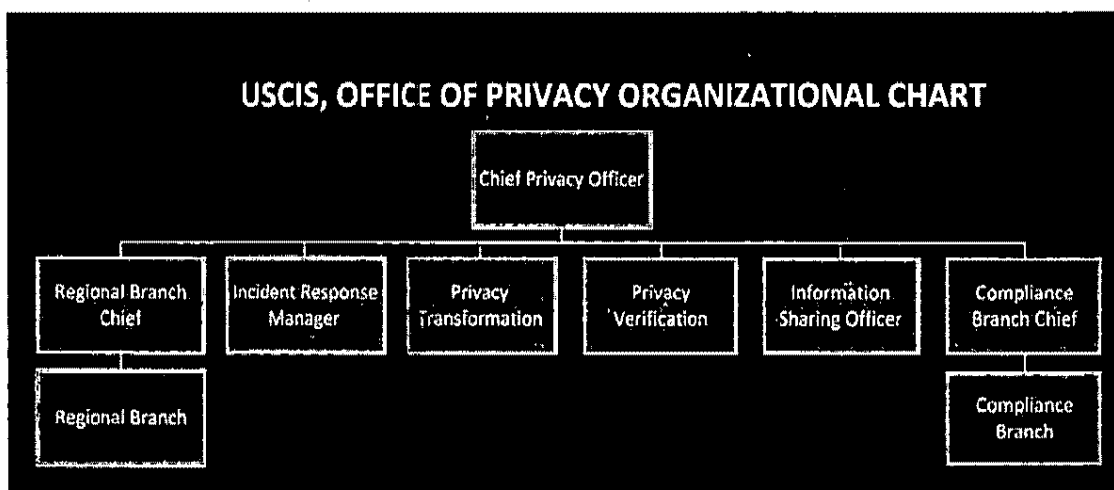 USCIS, OFFICE OF PRIVACY ORGANIZATIONAL CHART
Chief Privacy Officer
Regional Branch
Chief
Incident Response
Manager
Privacy
Transformation
Privacy
Verification
Information
Sharing Officer
Compliance
Branch Chief
Regional Branch
Compliance
Branch